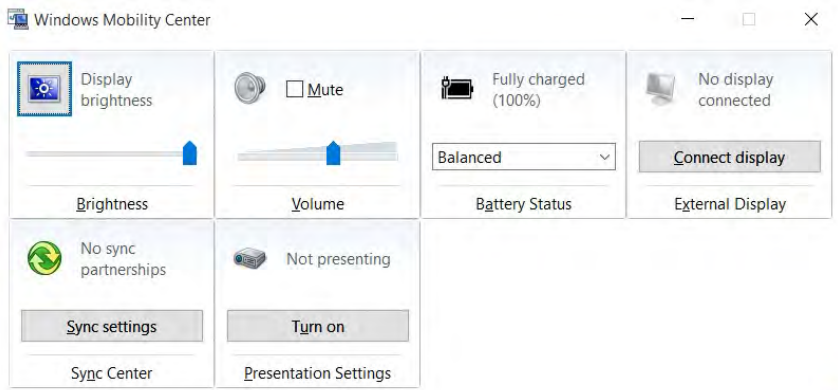 Windows Mobility Center
Display
brightness
Brightness
Mute
Volume
Fully charged
(100%)
Balanced
Battery Status
No display
connected
Connect display
External Display
No sync
partnerships
Sync settings
Sync Center
Not presenting
Turn on
Presentation Settings